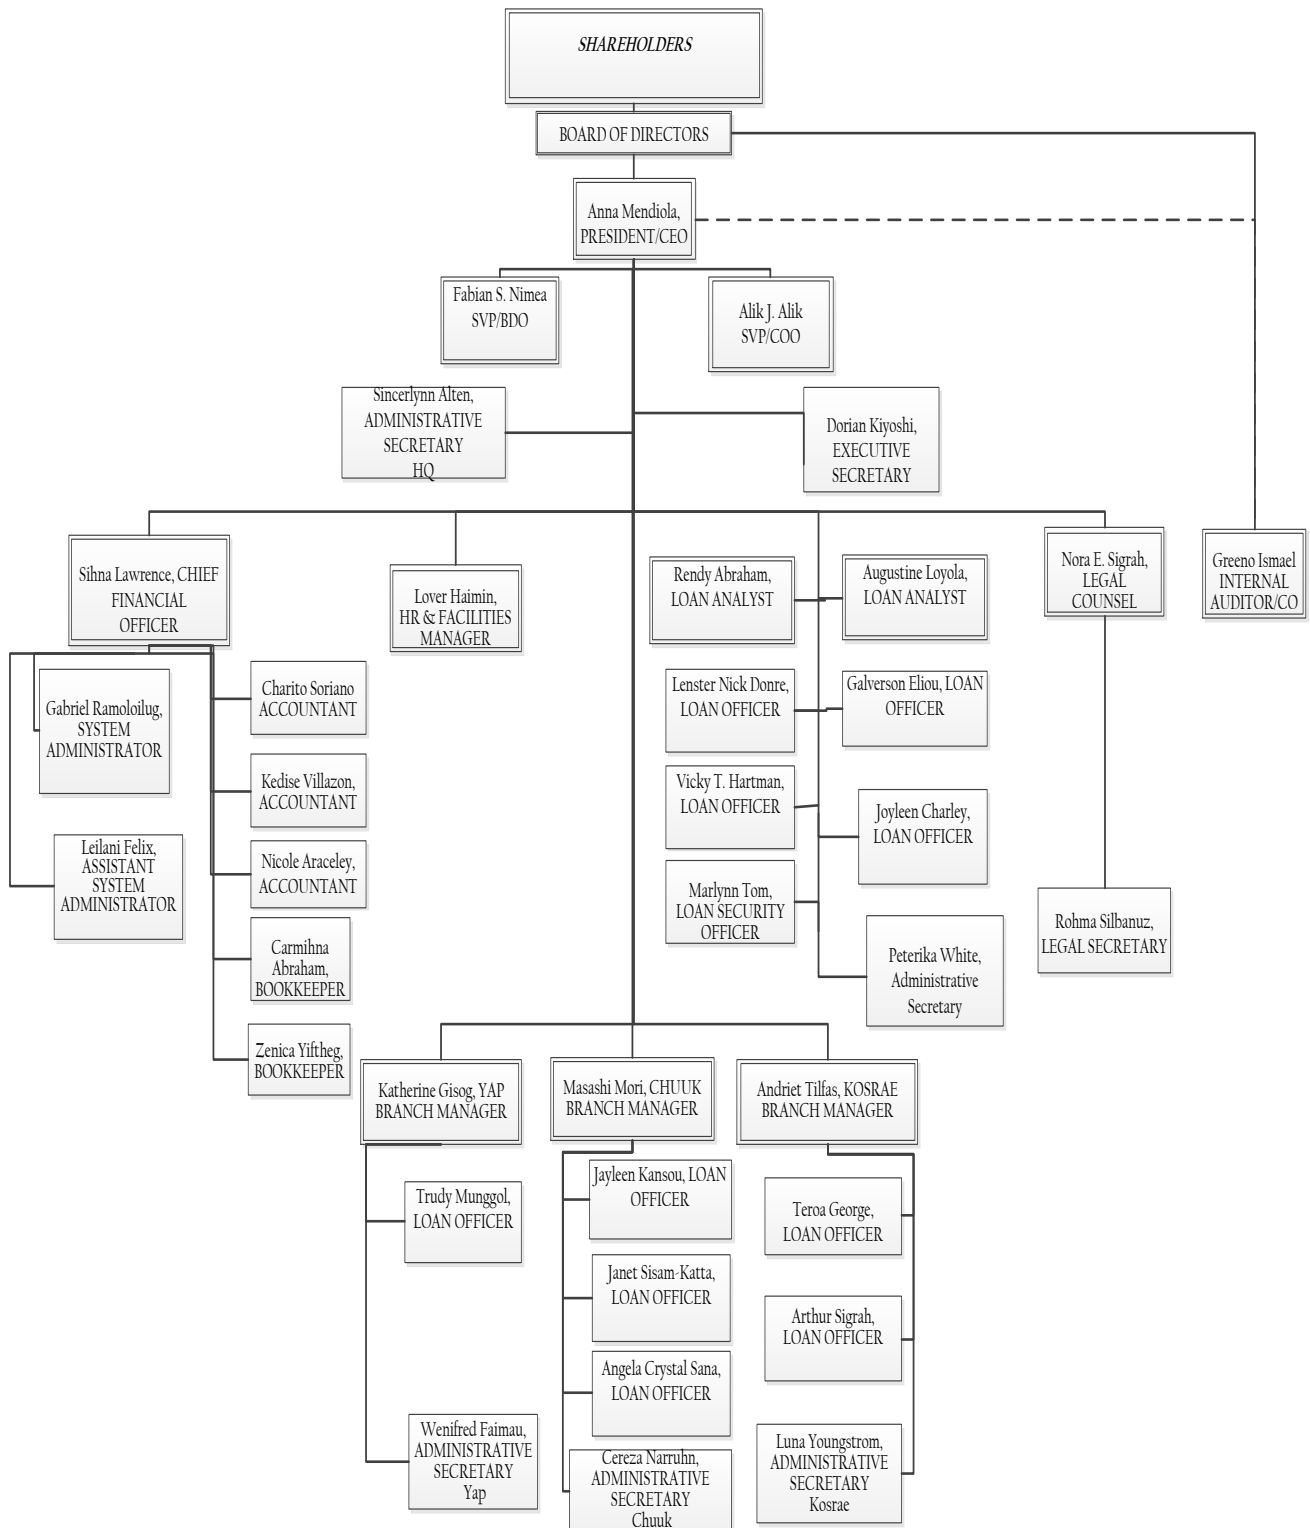 SHAREHOLDERS
BOARD OF DIRECTORS
Anna Mendiola,
PRESIDENT/CEO
Fabian S. Nimea
SVP/BDO
Alik J. Alik
SVP/COO
Sincerlynn Alten,
ADMINISTRATIVE
SECRETARY
HQ
Dorian Kiyoshi,
EXECUTIVE
SECRETARY
Sihna Lawrence, CHIEF
FINANCIAL
OFFICER
Lover Haimin,
HR & FACILITIES
MANAGER
Rendy Abraham,
LOAN ANALYST
Augustine Loyola,
LOAN ANALYST
Nora E. Sigrah,
LEGAL
COUNSEL
Greeno Ismael
INTERNAL
AUDITOR/CO
Gabriel Ramoloilug,
SYSTEM
ADMINISTRATOR
Charito Soriano
ACCOUNTANT
Lenster Nick Donre,
LOAN OFFICER
Galverson Eliou, LOAN
OFFICER
Kedise Villazon,
ACCOUNTANT
Vicky T. Hartman,
LOAN OFFICER
Joyleen Charley,
LOAN OFFICER
Leilani Felix,
ASSISTANT
SYSTEM
ADMINISTRATOR
Nicole Araceley,
ACCOUNTANT
Marlynn Tom,
LOAN SECURITY
OFFICER
Rohma Silbanuz,
LEGAL SECRETARY
Carmihna
Abraham,
BOOKKEEPER
Peterika White,
Administrative
Secretary
Zenica Yiftheg,
BOOKKEEPER
Katherine Gisog, YAP
BRANCH MANAGER
Masashi Mori, CHUUK
BRANCH MANAGER
Andriet Tilfas, KOSRAE
BRANCH MANAGER
Trudy Munggol,
LOAN OFFICER
Jayleen Kansou, LOAN
OFFICER
Teroa George,
LOAN OFFICER
Janet Sisam-Katta,
LOAN OFFICER
Arthur Sigrah,
LOAN OFFICER
Angela Crystal Sana,
LOAN OFFICER
Wenifred Faimau,
ADMINISTRATIVE
SECRETARY
Yap
Cereza Narruhn,
ADMINISTRATIVE
SECRETARY
Chuuk
Luna Youngstrom,
ADMINISTRATIVE
SECRETARY
Kosrae